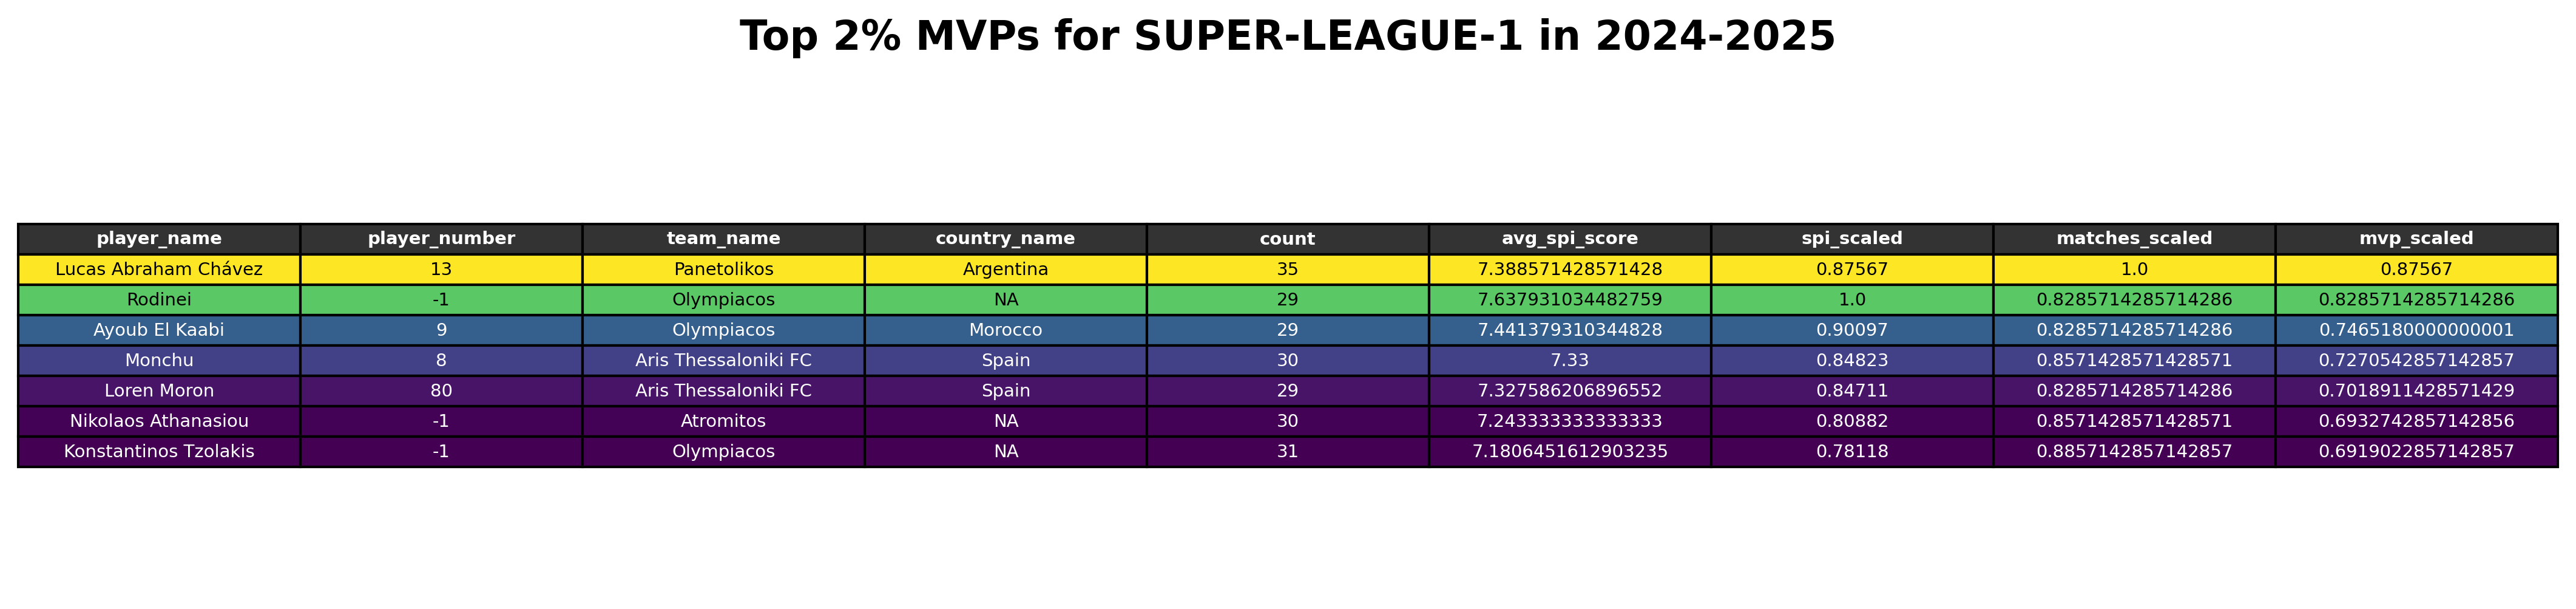 Top 2% MVPs for SUPER-LEAGUE-1 in 2024-2025
player_name player_number team_name country_name count avg_spi_score spi_scaled matches_scaled mvp_scaled
Lucas Abraham Chávez 13 Panetolikos Argentina 35 7.388571428571428 0.87567 1.0 0.87567
Rodinei -1 Olympiacos NA 29 7.637931034482759 1.0 0.8285714285714286 0.8285714285714286
Ayoub El Kaabi 9 Olympiacos Morocco 29 7.441379310344828 0.90097 0.8285714285714286 0.7465180000000001
Monchu 8 Aris Thessaloniki FC Spain 30 7.33 0.84823 0.8571428571428571 0.7270542857142857
Loren Moron 80 Aris Thessaloniki FC Spain 29 7.327586206896552 0.84711 0.8285714285714286 0.7018911428571429
Nikolaos Athanasiou -1 Atromitos NA 30 7.243333333333333 0.80882 0.8571428571428571 0.6932742857142856
Konstantinos Tzolakis -1 Olympiacos NA 31 7.1806451612903235 0.78118 0.8857142857142857 0.6919022857142857